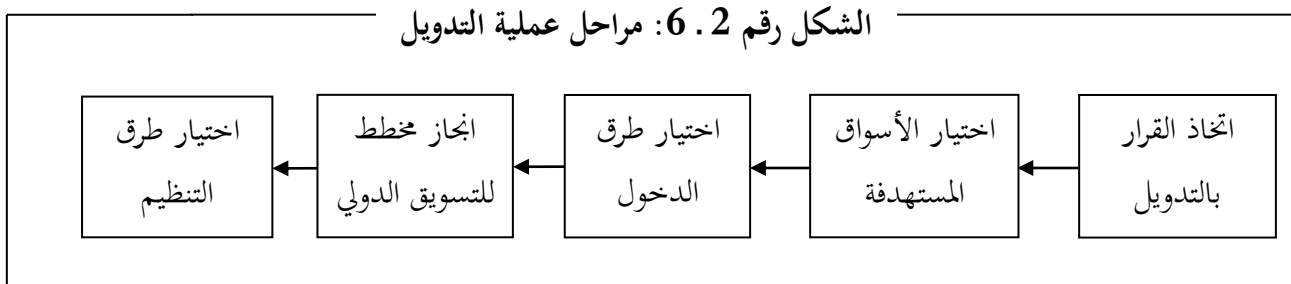 الشكل رقم 2 . 6: مراحل عملية التدويل
اتخاذ القرار
بالتدويل
اختيار الأسواق
المستهدفة
اختيار طرق
الدخول
انجاز مخطط
للتسويق الدولي
اختيار طرق
التنظيم